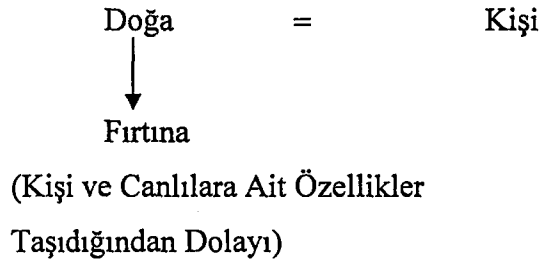 Doğa = Kişi
Fırtına
(Kişi ve Canlılara Ait Özellikler
Taşıdığından Dolayı)